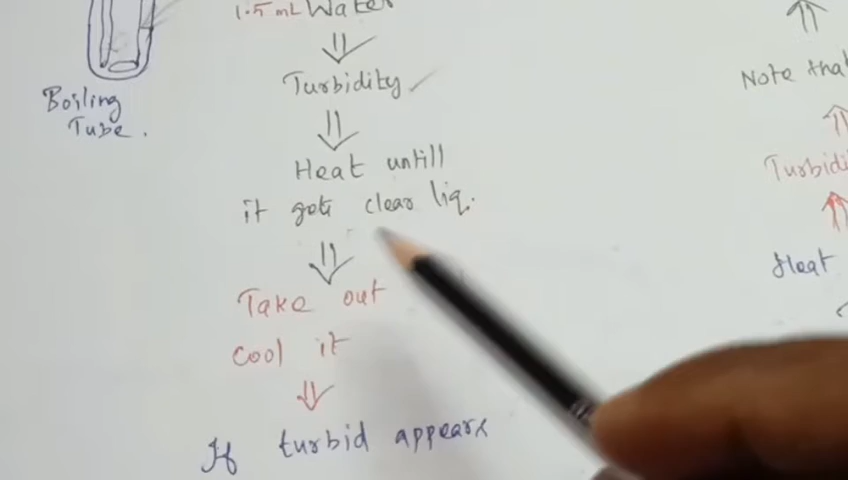 1.5 mL Water
Turbidity
Boiling
Tube.
Heat untill
it gets clear liq.
Take out
cool it
If turbid appears
Note that
Turbidi
Heat